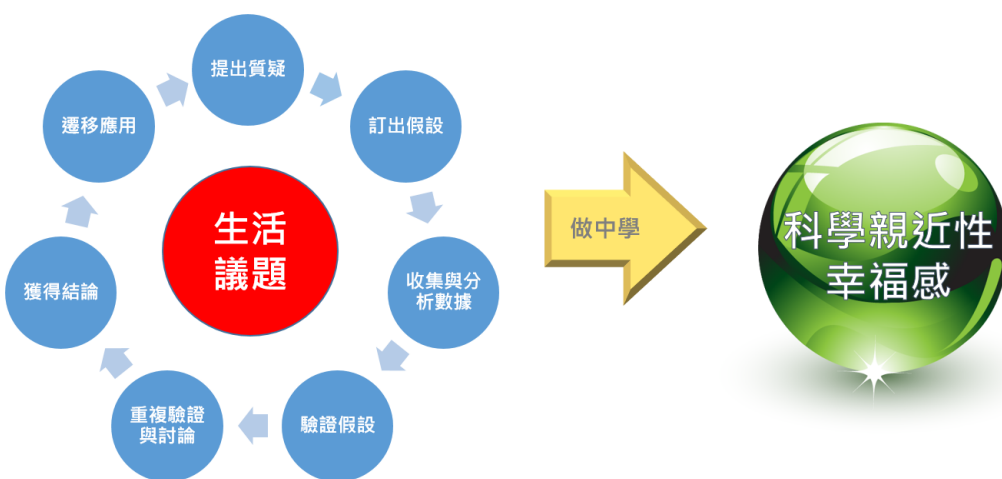 提出質疑
訂出假設
收集與分
析數據
驗證假設
重複驗證
與討論
獲得結論
遷移應用
生活
議題
做中學
科學親近性
幸福感